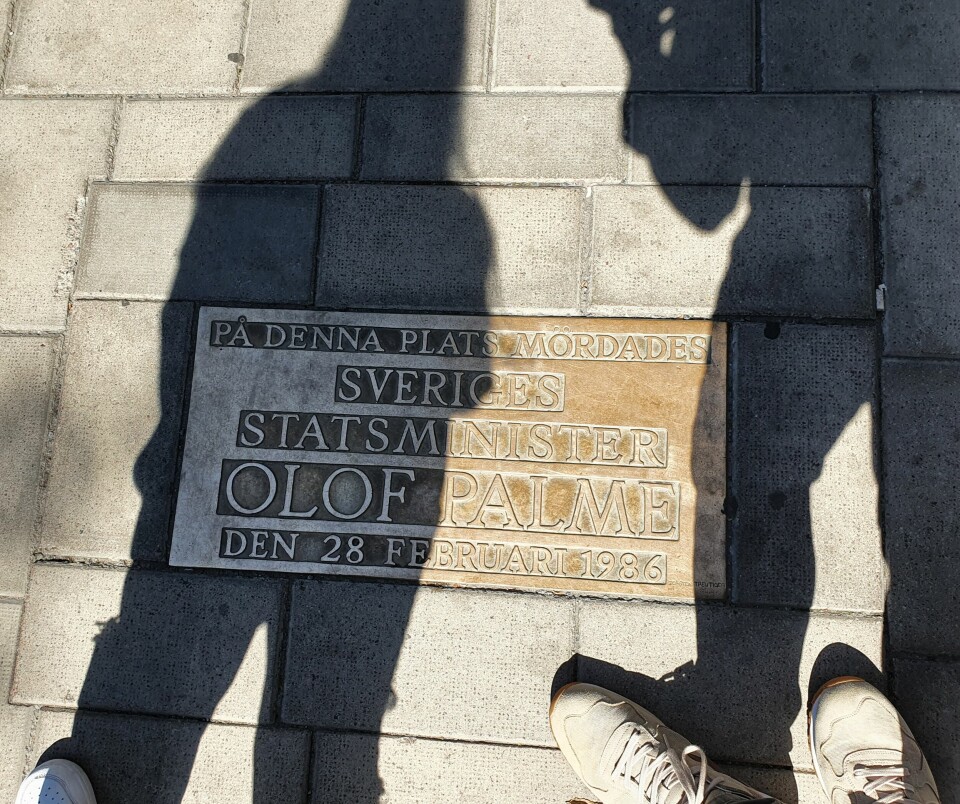 PÅ DENNA PLATS MÖRDADES
SVERIGES
STATSMINISTER
OLOF PALME
DEN 28 FEBRUARI 1986